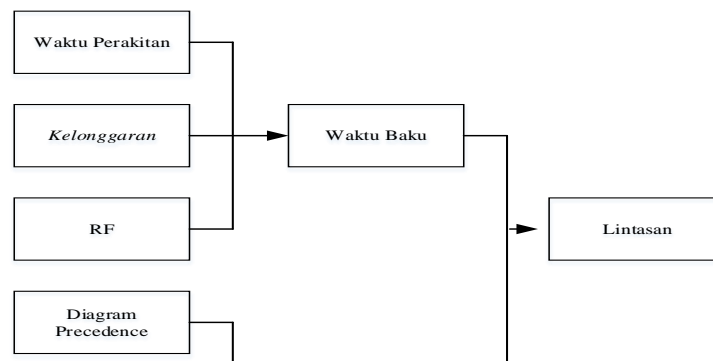 Waktu Perakitan
Kelonggaran
Waktu Baku
RF
Lintasan
Diagram
Precedence